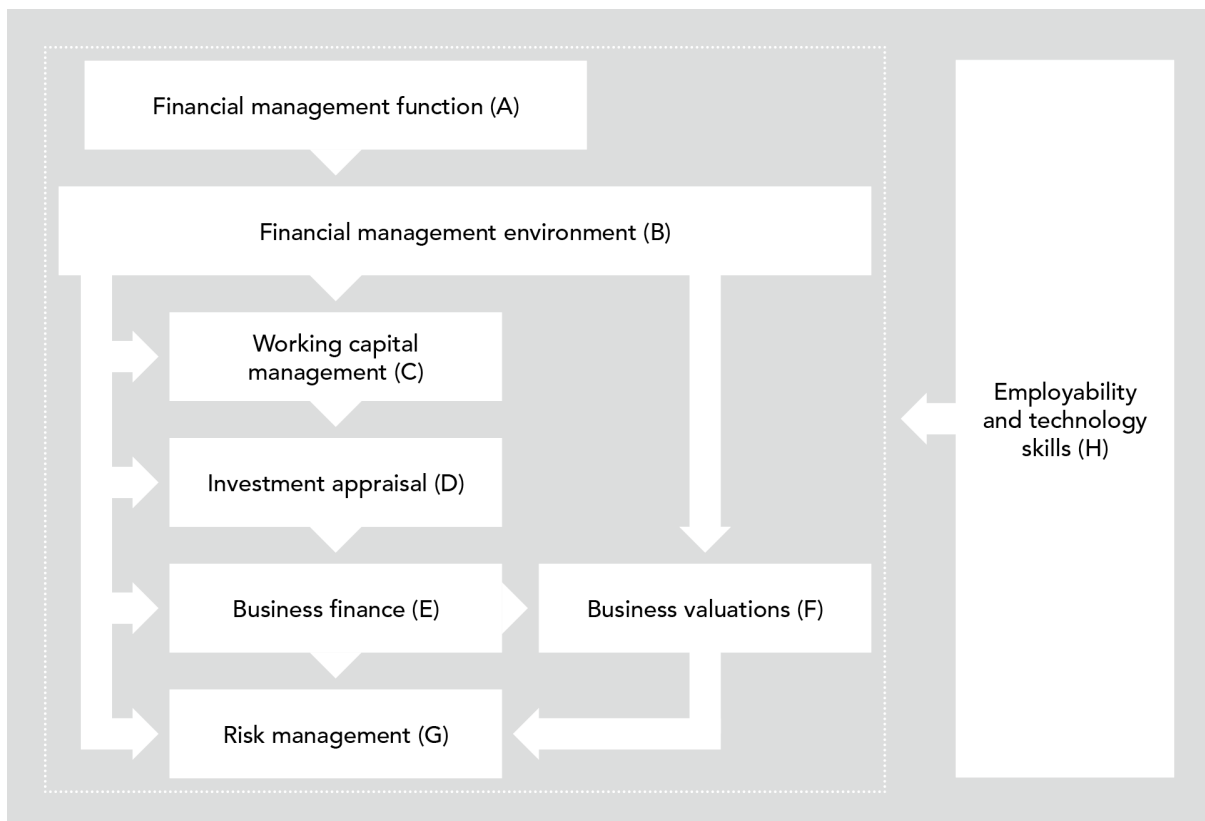 Financial management function (A)
Financial management environment (B)
Working capital
management (C)
Investment appraisal (D)
Business finance (E)
Business valuations (F)
Risk management (G)
Employability
and technology
skills (H)